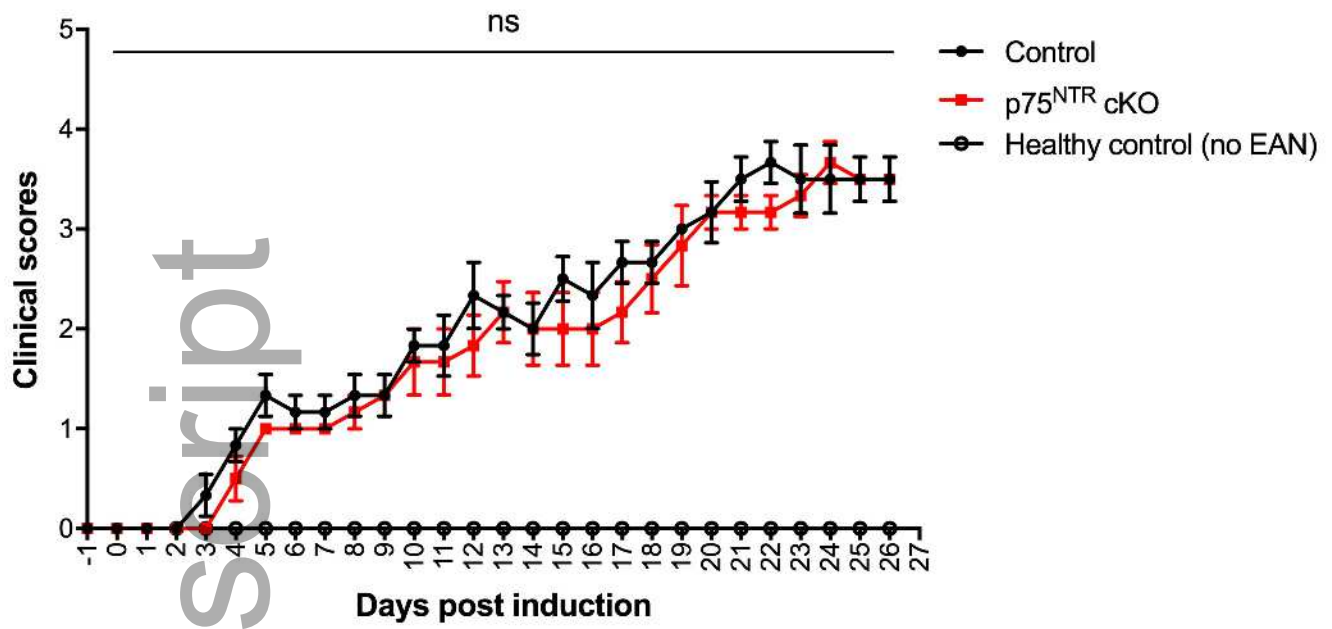 ns
5
4
3
2
1
0
Clinical scores
-1 0 1 2 3 4 5 6 7 8 9 10 11 12 13 14 15 16 17 18 19 20 21 22 23 24 25 26 27
Days post induction
Control
p75NTR cKO
Healthy control (no EAN)
script